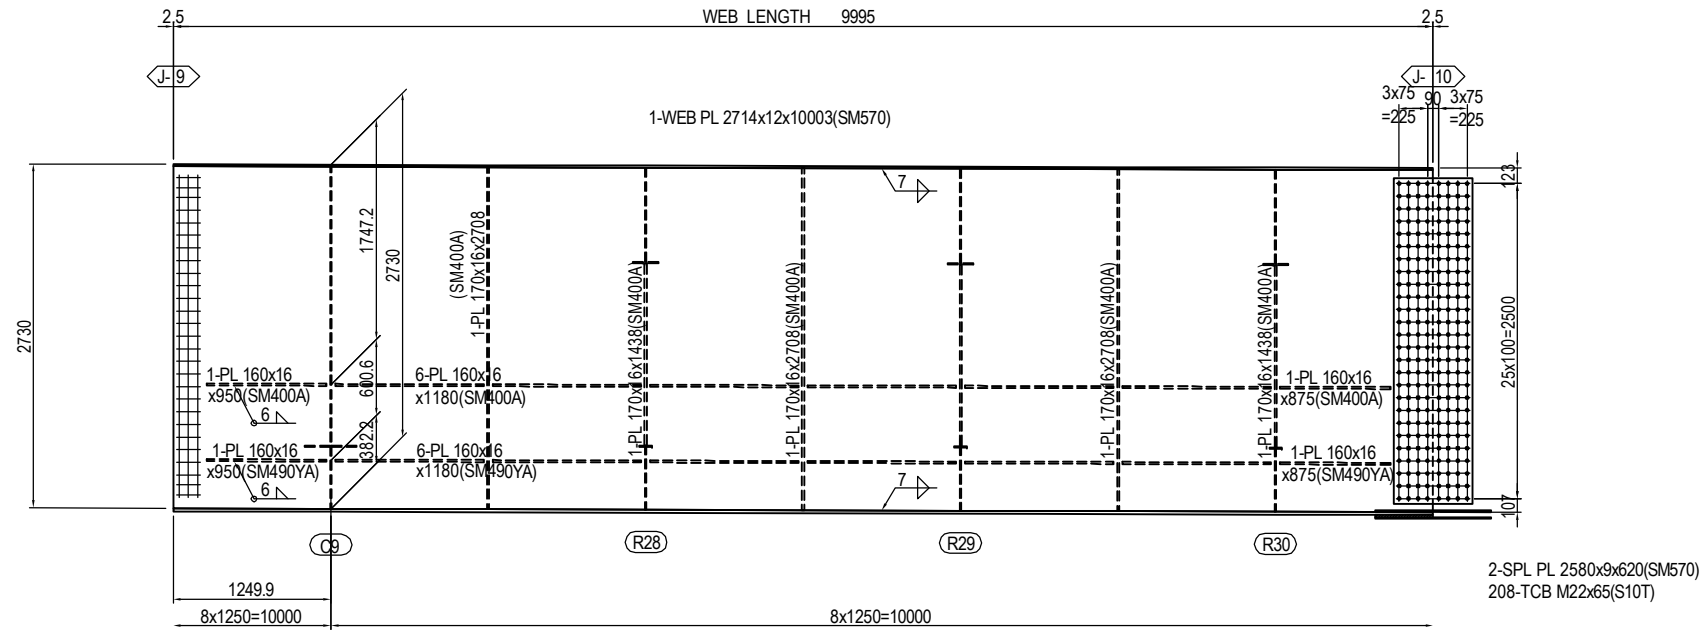 2.5
WEB LENGTH 9995
2.5
J- 9
J- 10
3x75
=225
90
3x75
=225
1-WEB PL 2714x12x10003(SM570)
123
7
2730
1747.2
2730
600.6
382.2
1-PL 170x16x2708
(SM400A)
1-PL 170x16x1438(SM400A)
1-PL 170x16x2708(SM400A)
1-PL 170x16x2708(SM400A)
1-PL 170x16x1438(SM400A)
25x100=2500
1-PL 160x16
x950(SM400A)
6
6-PL 160x16
x1180(SM400A)
1-PL 160x16
x875(SM400A)
1-PL 160x16
x950(SM490YA)
6
6-PL 160x16
x1180(SM490YA)
1-PL 160x16
x875(SM490YA)
7
107
C9
R28
R29
R30
2-SPL PL 2580x9x620(SM570)
208-TCB M22x65(S10T)
1249.9
8x1250=10000
8x1250=10000